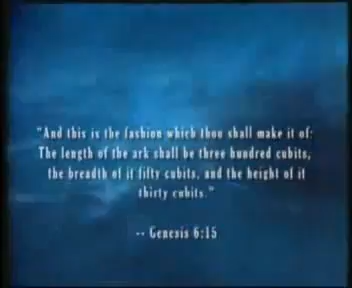 "And this is the fashion which thou shall make it of:
The length of the ark shall be three hundred cubits,
the breadth of it fifty cubits, and the height of it
thirty cubits."
-- Genesis 6:15